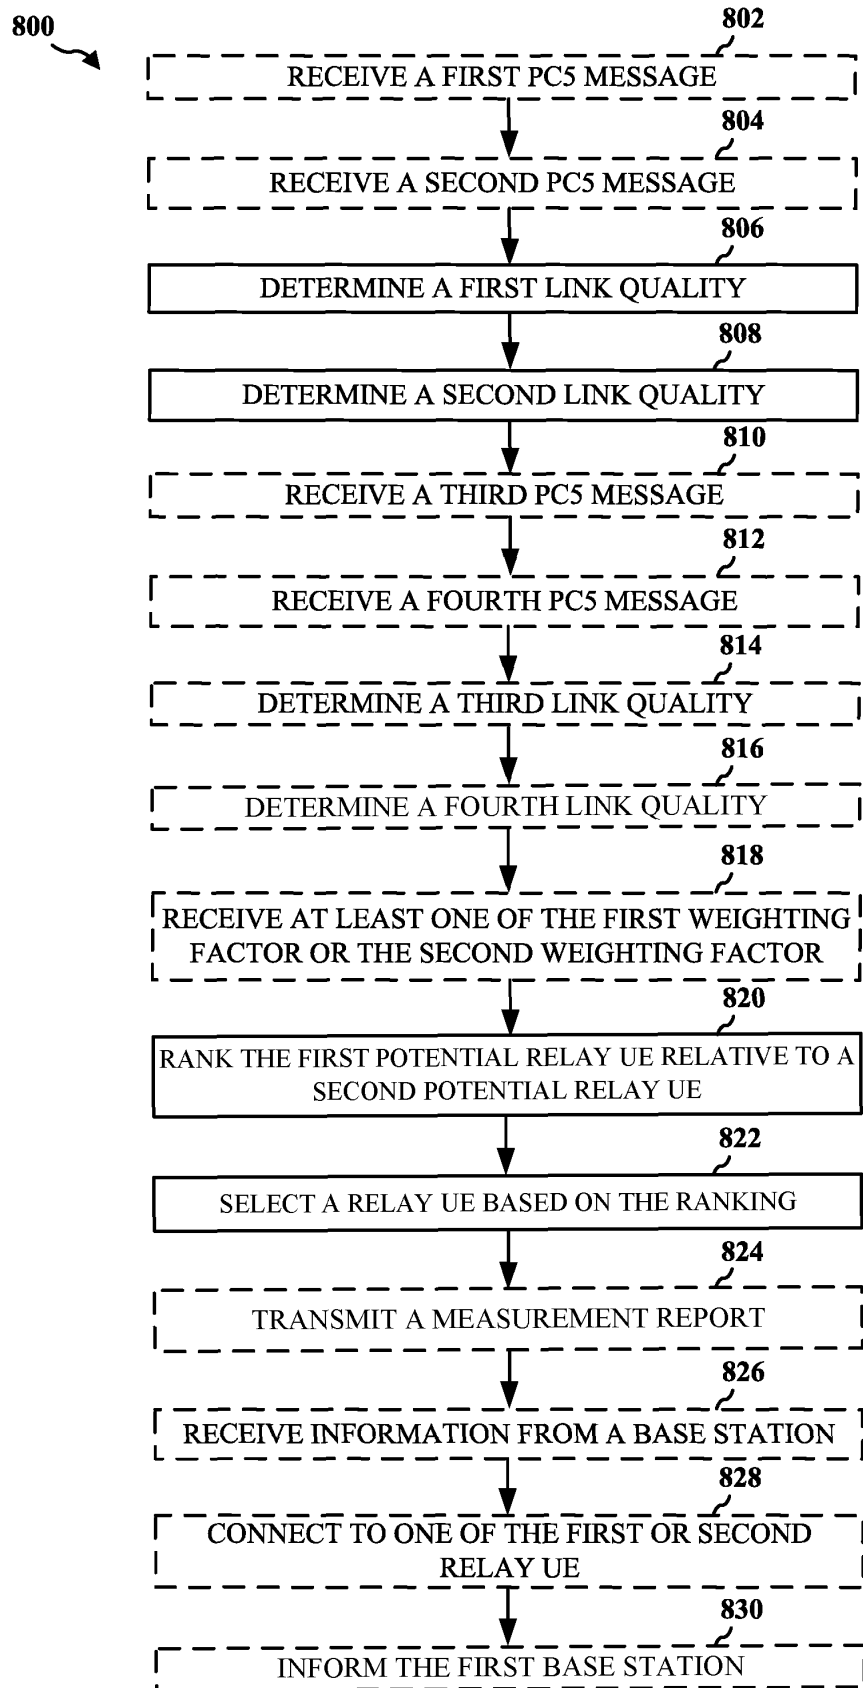 800
802
RECEIVE A FIRST PC5 MESSAGE
804
RECEIVE A SECOND PC5 MESSAGE
806
DETERMINE A FIRST LINK QUALITY
808
DETERMINE A SECOND LINK QUALITY
810
RECEIVE A THIRD PC5 MESSAGE
812
RECEIVE A FOURTH PC5 MESSAGE
814
DETERMINE A THIRD LINK QUALITY
816
DETERMINE A FOURTH LINK QUALITY
818
RECEIVE AT LEAST ONE OF THE FIRST WEIGHTING
FACTOR OR THE SECOND WEIGHTING FACTOR
820
RANK THE FIRST POTENTIAL RELAY UE RELATIVE TO A
SECOND POTENTIAL RELAY UE
822
SELECT A RELAY UE BASED ON THE RANKING
824
TRANSMIT A MEASUREMENT REPORT
826
RECEIVE INFORMATION FROM A BASE STATION
828
CONNECT TO ONE OF THE FIRST OR SECOND
RELAY UE
830
INFORM THE FIRST BASE STATION